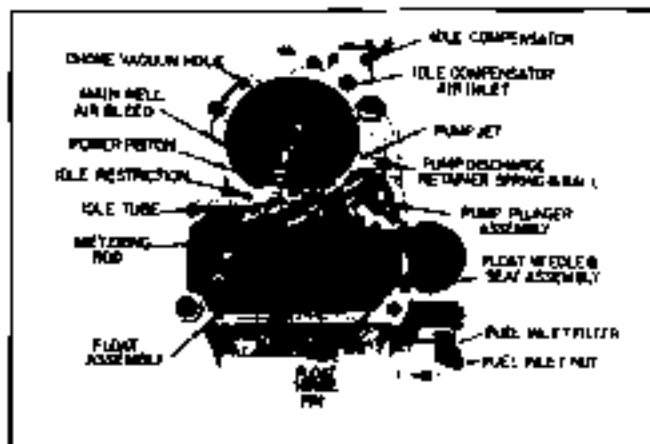 IDLE COMPENSATOR
CHOKE VACUUM HOLE
IDLE COMPENSATOR
AIR INLET
MAIN WELL
AIR BLEED
PUMP JET
POWER PISTON
PUMP DISCHARGE
RETAINER SPRING & BALL
IDLE RESTRICTION
IDLE TUBE
PUMP PLUNGER
ASSEMBLY
METERING
ROD
FLOAT NEEDLE &
SEAT ASSEMBLY
FUEL INLET FILTER
FLOAT
ASSEMBLY
FUEL INLET NUT
FLOAT
PIN